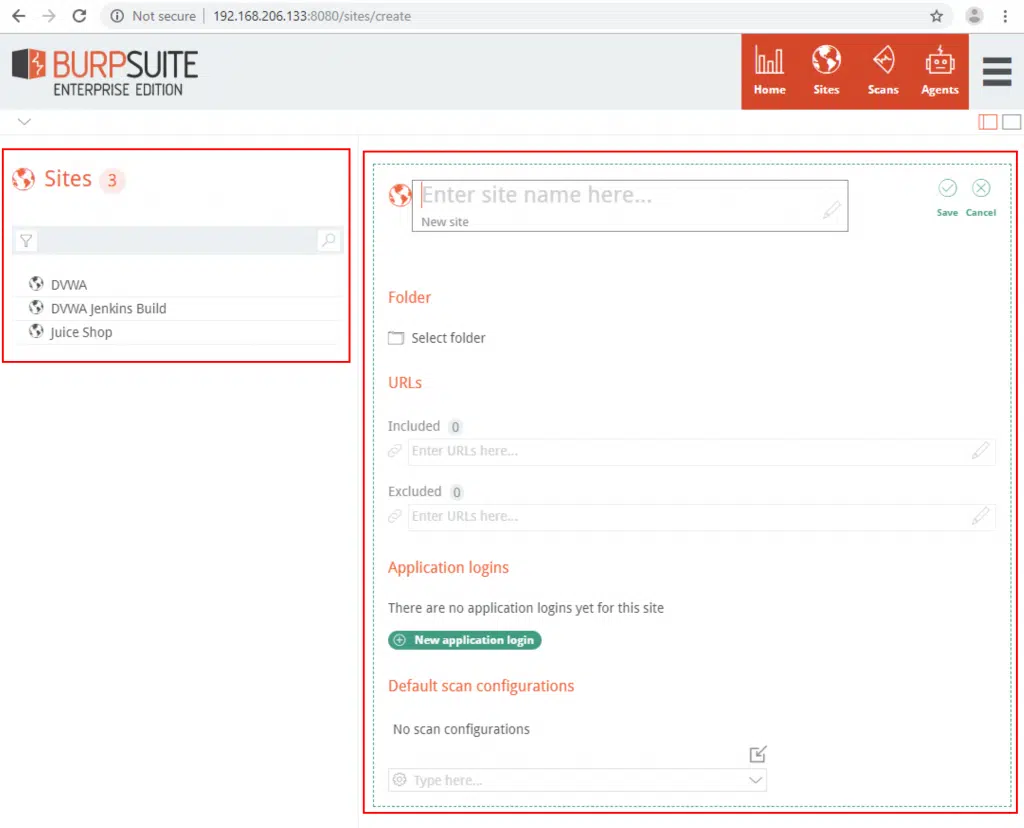 Not secure 192.168.206.133:8080/sites/create
BURPSUITE
ENTERPRISE EDITION
Home Sites Scans Agents
Sites 3
DVWA
DVWA Jenkins Build
Juice Shop
Enter site name here...
New site
Save Cancel
Folder
Select folder
URLs
Included 0
Enter URLs here...
Excluded 0
Enter URLs here...
Application logins
There are no application logins yet for this site
New application login
Default scan configurations
No scan configurations
Type here...